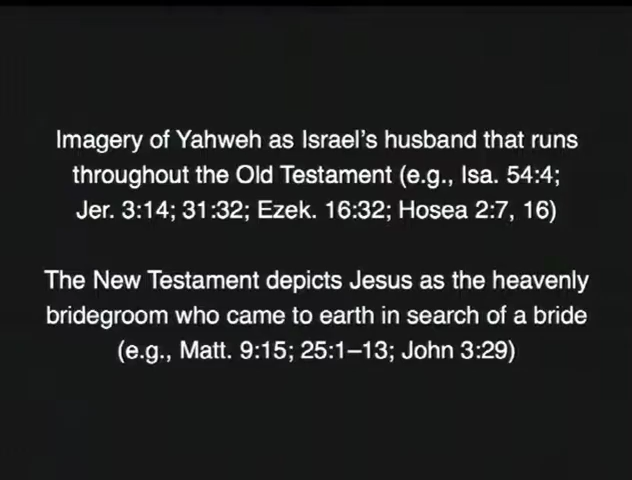 Imagery of Yahweh as Israel's husband that runs
throughout the Old Testament (e.g., Isa. 54:4;
Jer. 3:14; 31:32; Ezek. 16:32; Hosea 2:7, 16)
The New Testament depicts Jesus as the heavenly
bridegroom who came to earth in search of a bride
(e.g., Matt. 9:15; 25:1–13; John 3:29)